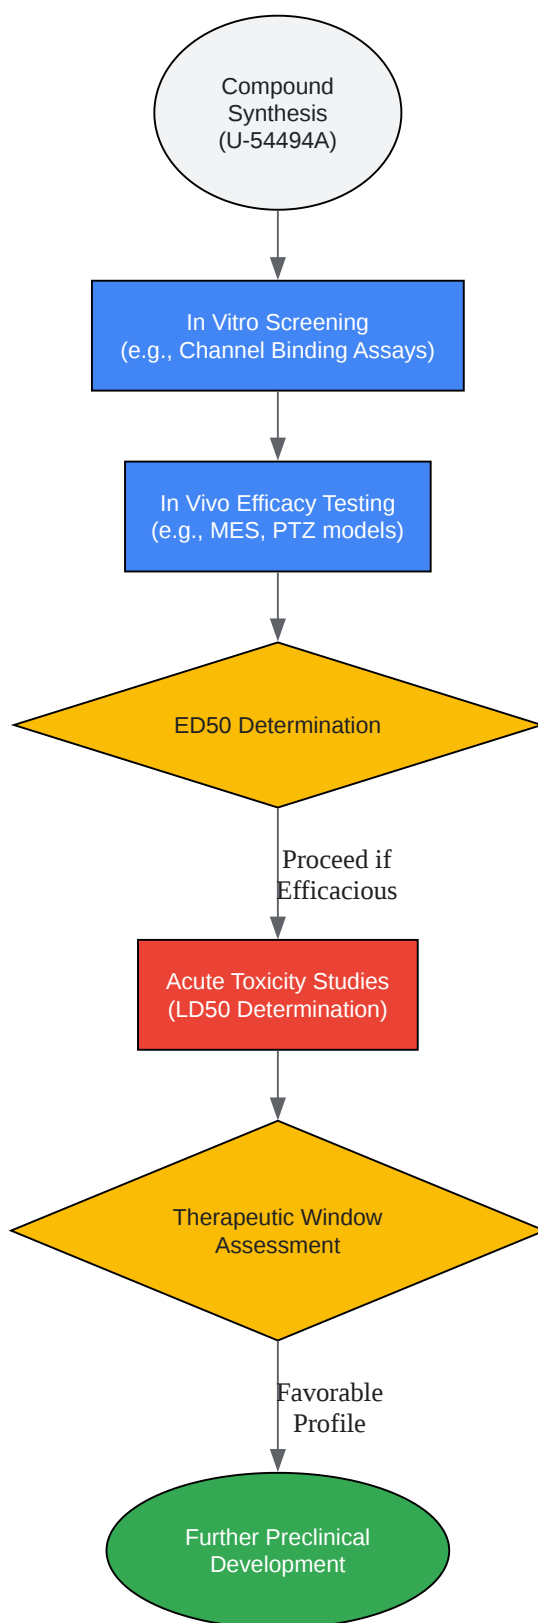 Compound
Synthesis
(U-54494A)
In Vitro Screening
(e.g., Channel Binding Assays)
In Vivo Efficacy Testing
(e.g., MES, PTZ models)
ED50 Determination
Proceed if
Efficacious
Acute Toxicity Studies
(LD50 Determination)
Therapeutic Window
Assessment
Favorable
Profile
Further Preclinical
Development